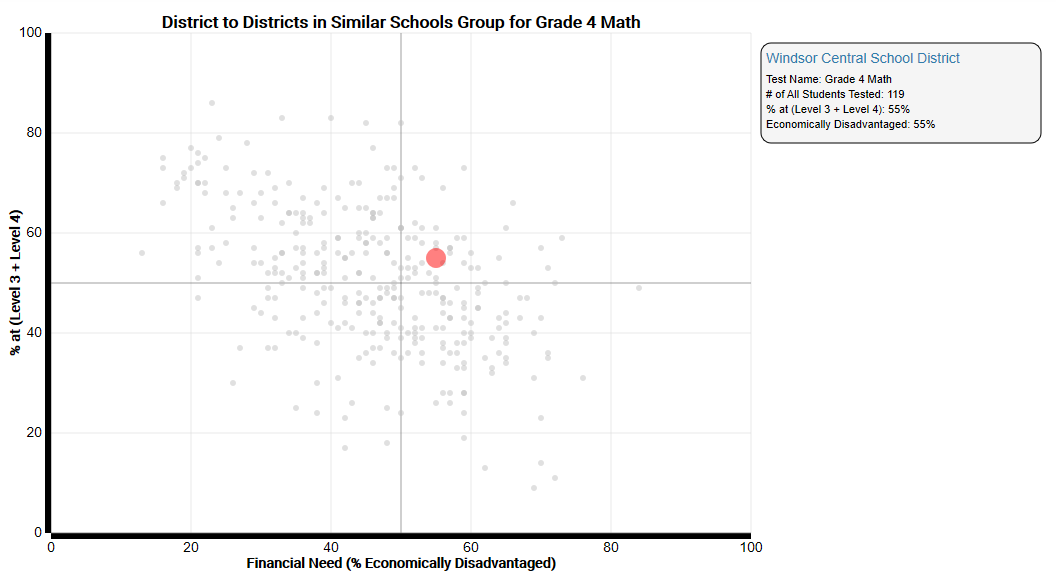 District to Districts in Similar Schools Group for Grade 4 Math
100
80
60
40
20
0
% at (Level 3 + Level 4)
0 20 40 60 80 100
Financial Need (% Economically Disadvantaged)
Windsor Central School District
Test Name: Grade 4 Math
# of All Students Tested: 119
% at (Level 3 + Level 4): 55%
Economically Disadvantaged: 55%